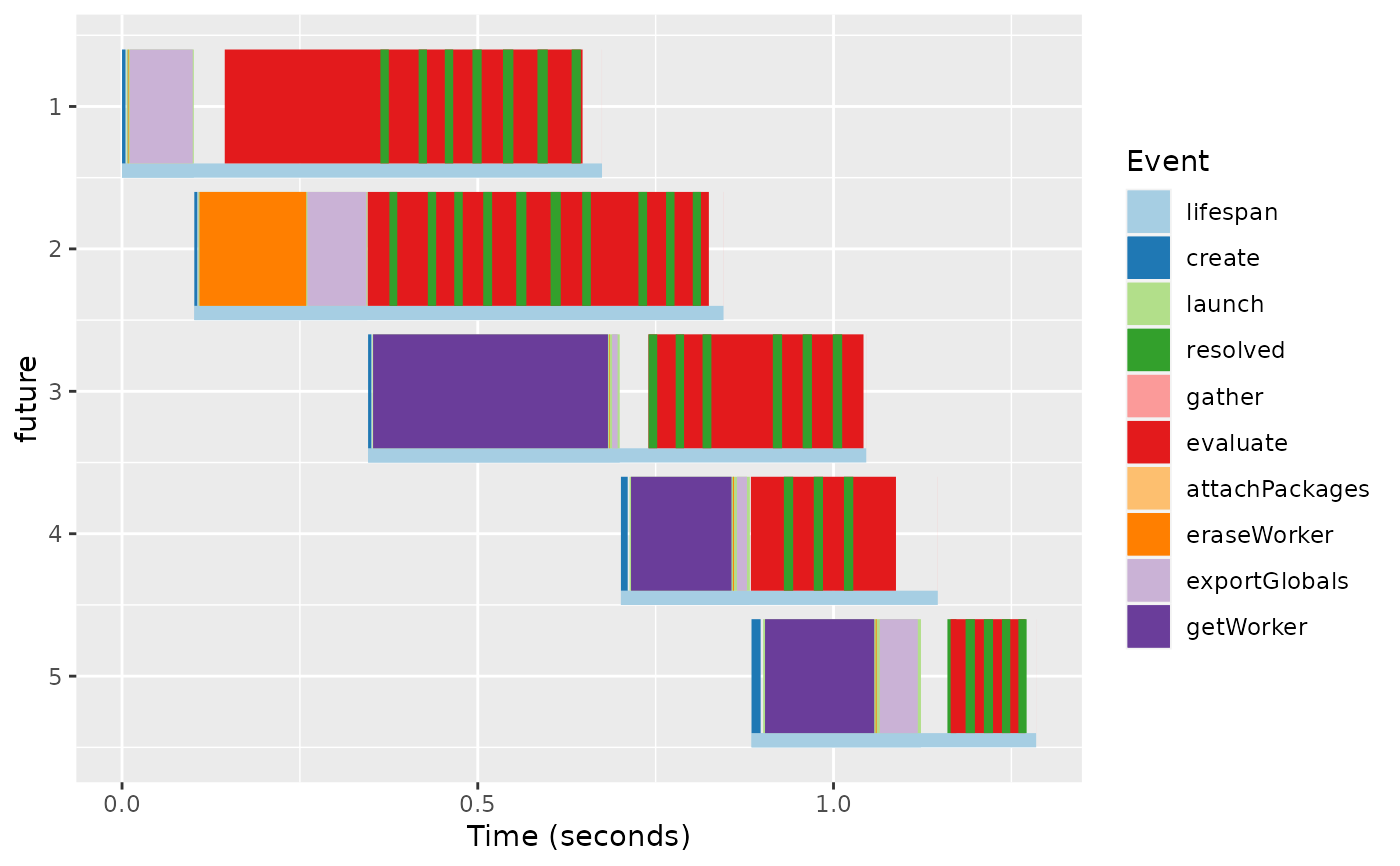 future
1
2
3
4
5
0.0
0.5
1.0
Time (seconds)
Event
lifespan
create
launch
resolved
gather
evaluate
attachPackages
eraseWorker
exportGlobals
getWorker